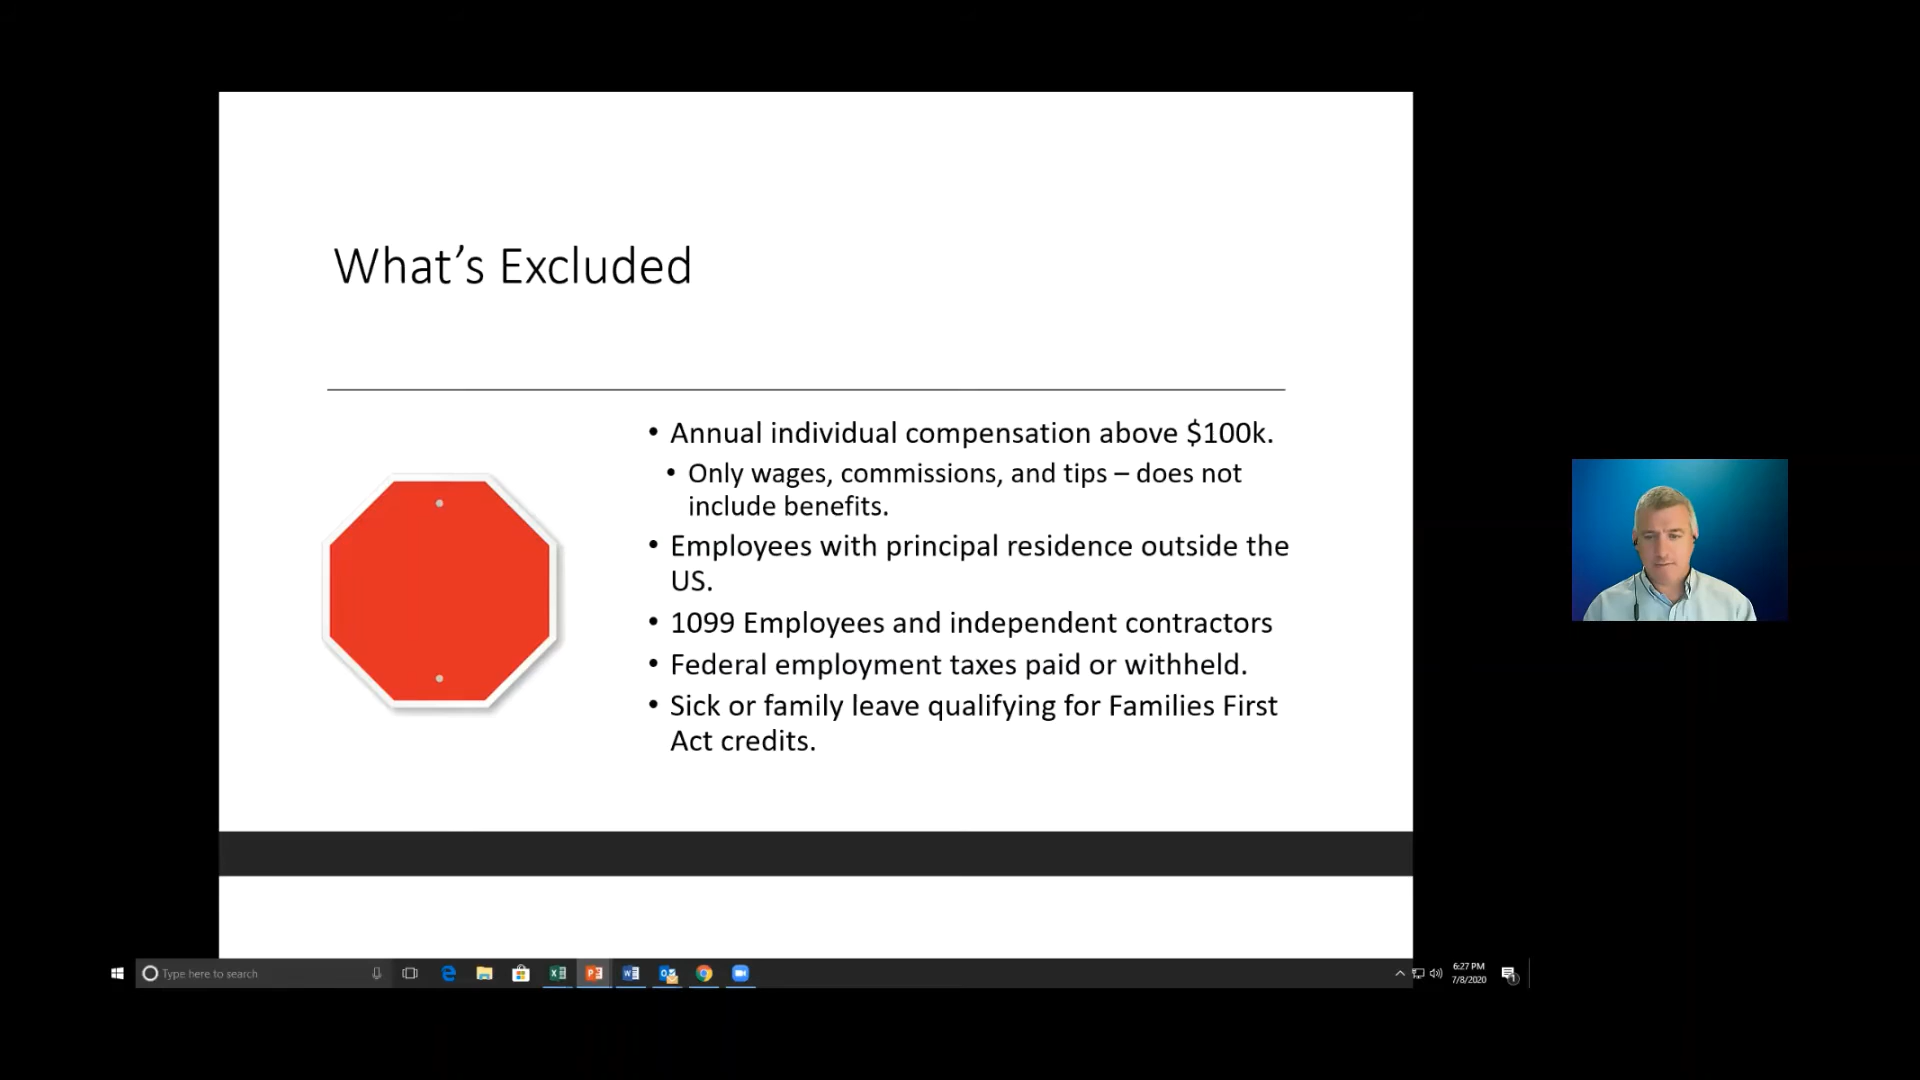 What’s Excluded
• Annual individual compensation above $100k.
• Only wages, commissions, and tips – does not
include benefits.
• Employees with principal residence outside the
US.
• 1099 Employees and independent contractors
• Federal employment taxes paid or withheld.
• Sick or family leave qualifying for Families First
Act credits.
Type here to search
6:27 PM
7/8/2020